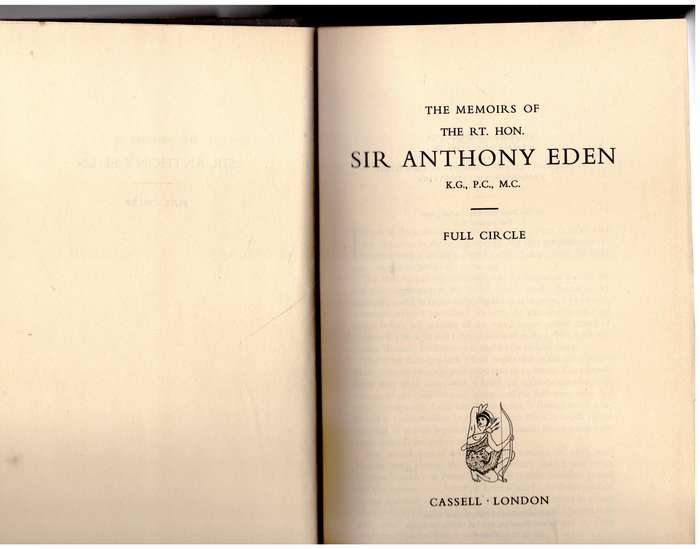 THE MEMOIRS OF
THE RT. HON.
SIR ANTHONY EDEN
K.G., P.C., M.C.
FULL CIRCLE
CASSELL · LONDON